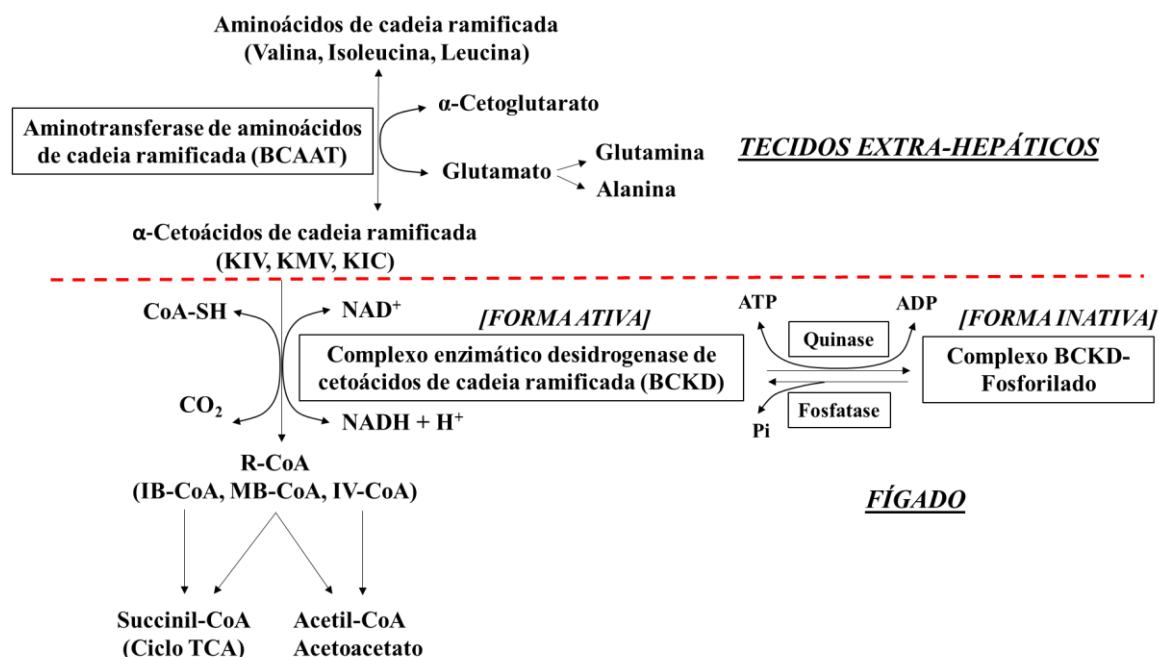 Aminoácidos de cadeia ramificada
(Valina, Isoleucina, Leucina)
α-Cetoglutarato
Aminotransferase de aminoácidos
de cadeia ramificada (BCAAT)
Glutamato
Glutamina
Alanina
TECIDOS EXTRA-HEPÁTICOS
α-Cetoácidos de cadeia ramificada
(KIV, KMV, KIC)
CoA-SH
NAD⁺
[FORMA ATIVA]
Complexo enzimático desidrogenase de
cetoácidos de cadeia ramificada (BCKD)
ATP
ADP
Quinase
Fosfatase
Pi
[FORMA INATIVA]
Complexo BCKD-
Fosforilado
CO₂
NADH + H⁺
R-CoA
(IB-CoA, MB-CoA, IV-CoA)
FÍGADO
Succinil-CoA
(Ciclo TCA)
Acetil-CoA
Acetoacetato